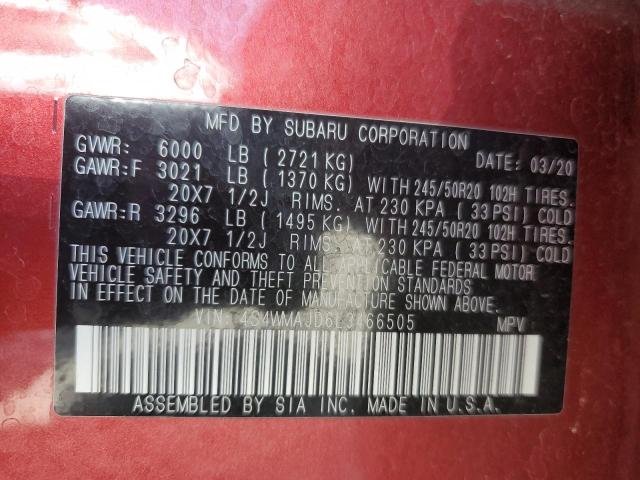 MFD BY SUBARU CORPORATION
GVWR: 6000 LB ( 2721 KG) DATE: 03/20
GAWR:F 3021 LB ( 1370 KG) WITH 245/50R20 102H TIRES.
20X7 1/2J RIMS. AT 230 KPA ( 33 PSI) COLD
GAWR:R 3296 LB ( 1495 KG) WITH 245/50R20 102H TIRES.
20X7 1/2J RIMS. AT 230 KPA ( 33 PSI) COLD
THIS VEHICLE CONFORMS TO ALL APPLICABLE FEDERAL MOTOR
VEHICLE SAFETY AND THEFT PREVENTION STANDARDS
IN EFFECT ON THE DATE OF MANUFACTURE SHOWN ABOVE.
VIN: 4S4WMAJD6L3466505 MPV
ASSEMBLED BY SIA INC. MADE IN U.S.A.